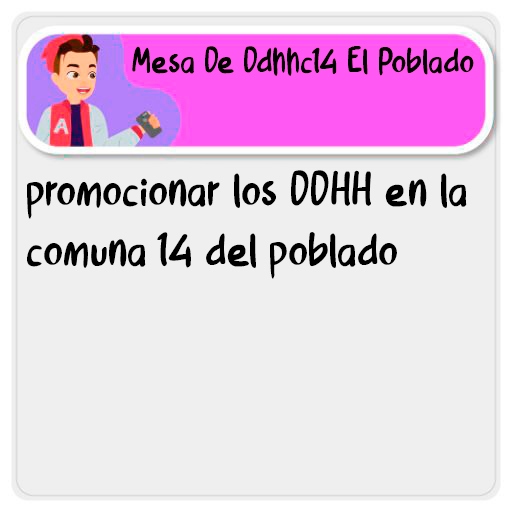 Mesa De Ddhhc14 El Poblado
A
promocionar los DDHH en la
comuna 14 del poblado